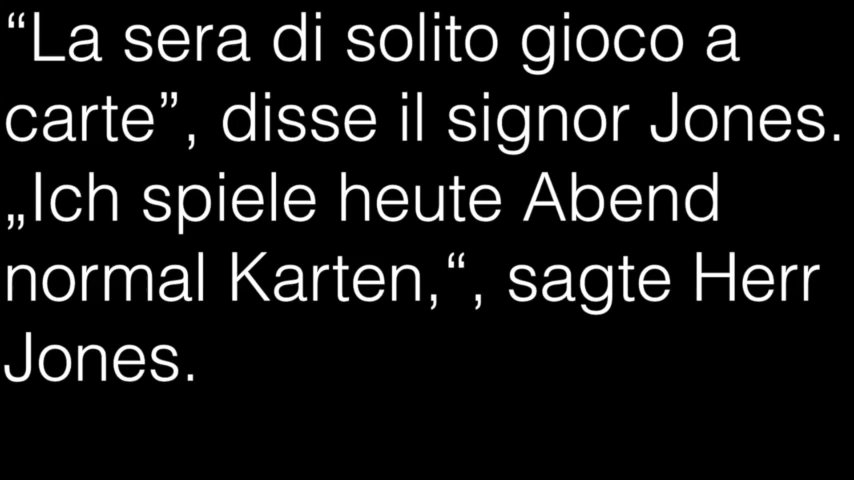 “La sera di solito gioco a
carte”, disse il signor Jones.
„Ich spiele heute Abend
normal Karten,“, sagte Herr
Jones.